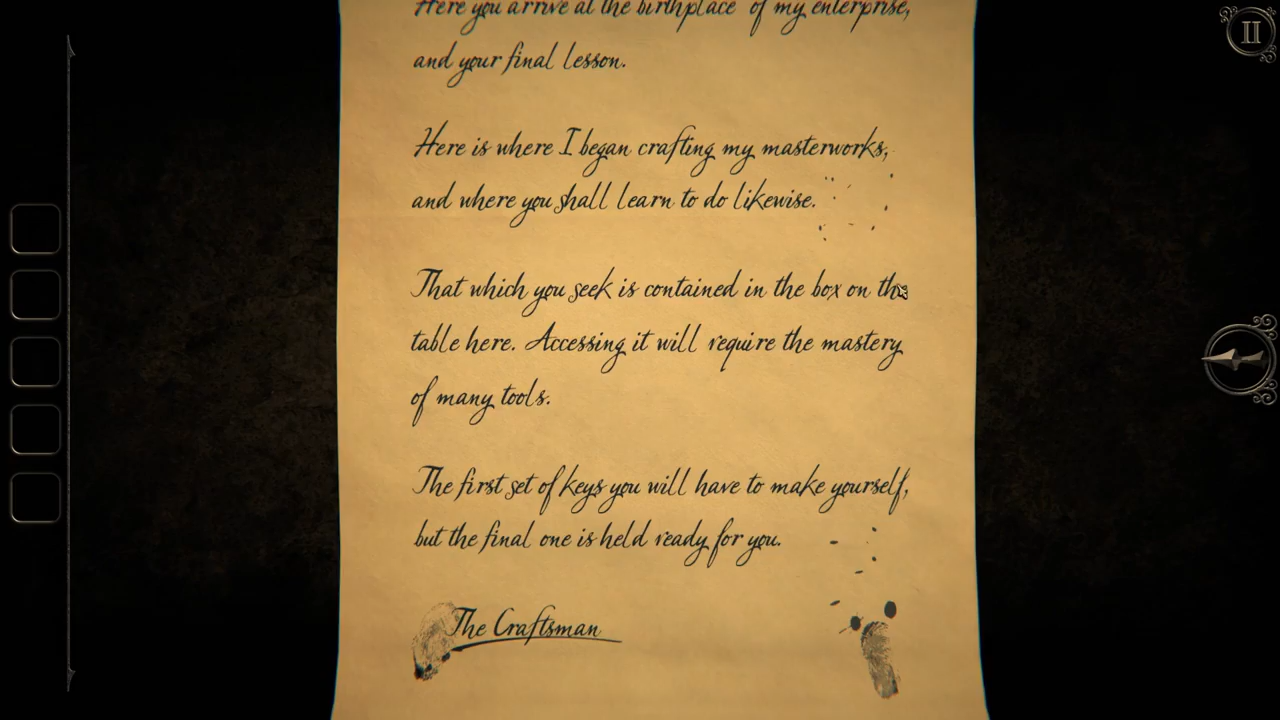 Here you arrive at the birthplace of my enterprise,
and your final lesson.
Here is where I began crafting my masterworks,
and where you shall learn to do likewise.
That which you seek is contained in the box on the
table here. Accessing it will require the mastery
of many tools.
The first set of keys you will have to make yourself,
but the final one is held ready for you.
The Craftsman